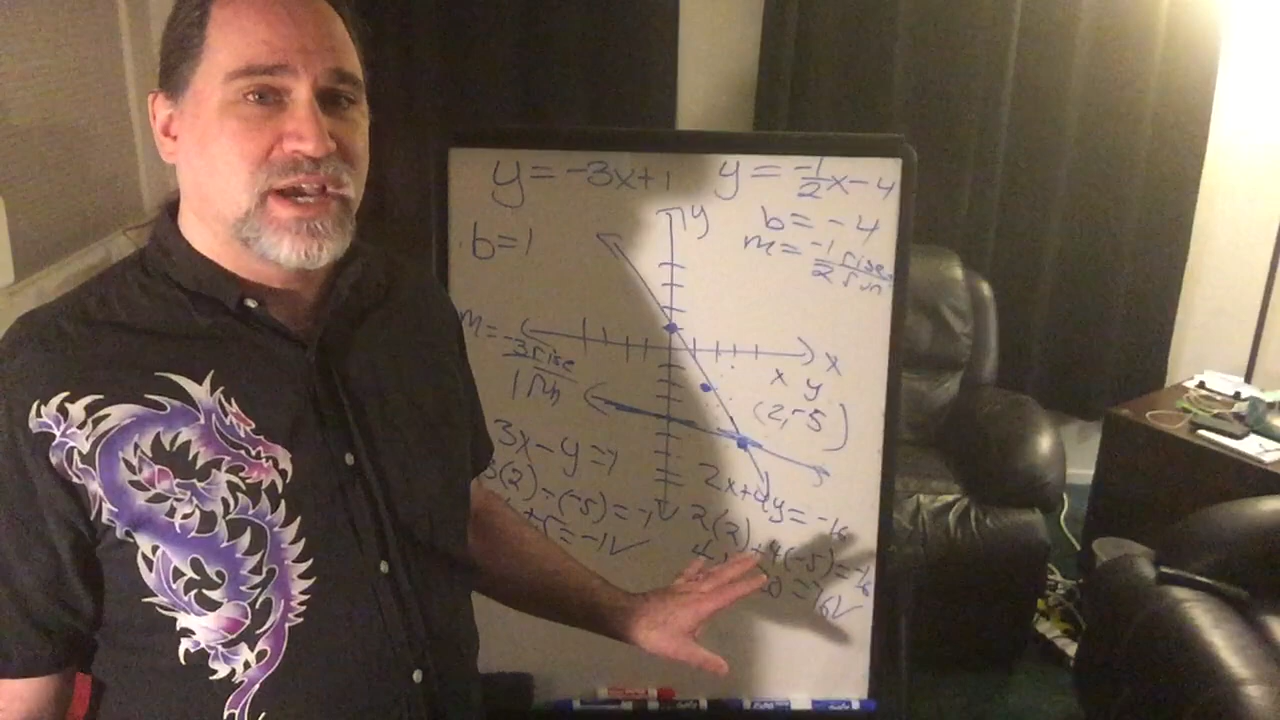 y = -3x+1
y = -1/2 x - 4
b = 1
y
b = -4
m = -1/2 rise/run
m = -3/1 rise/run
x
x y
(2, -5)
3x - y =
2x+4y = -16
3(2) - (-5) = -1
2(2) + 4(-5) = -16
= -1 ✓